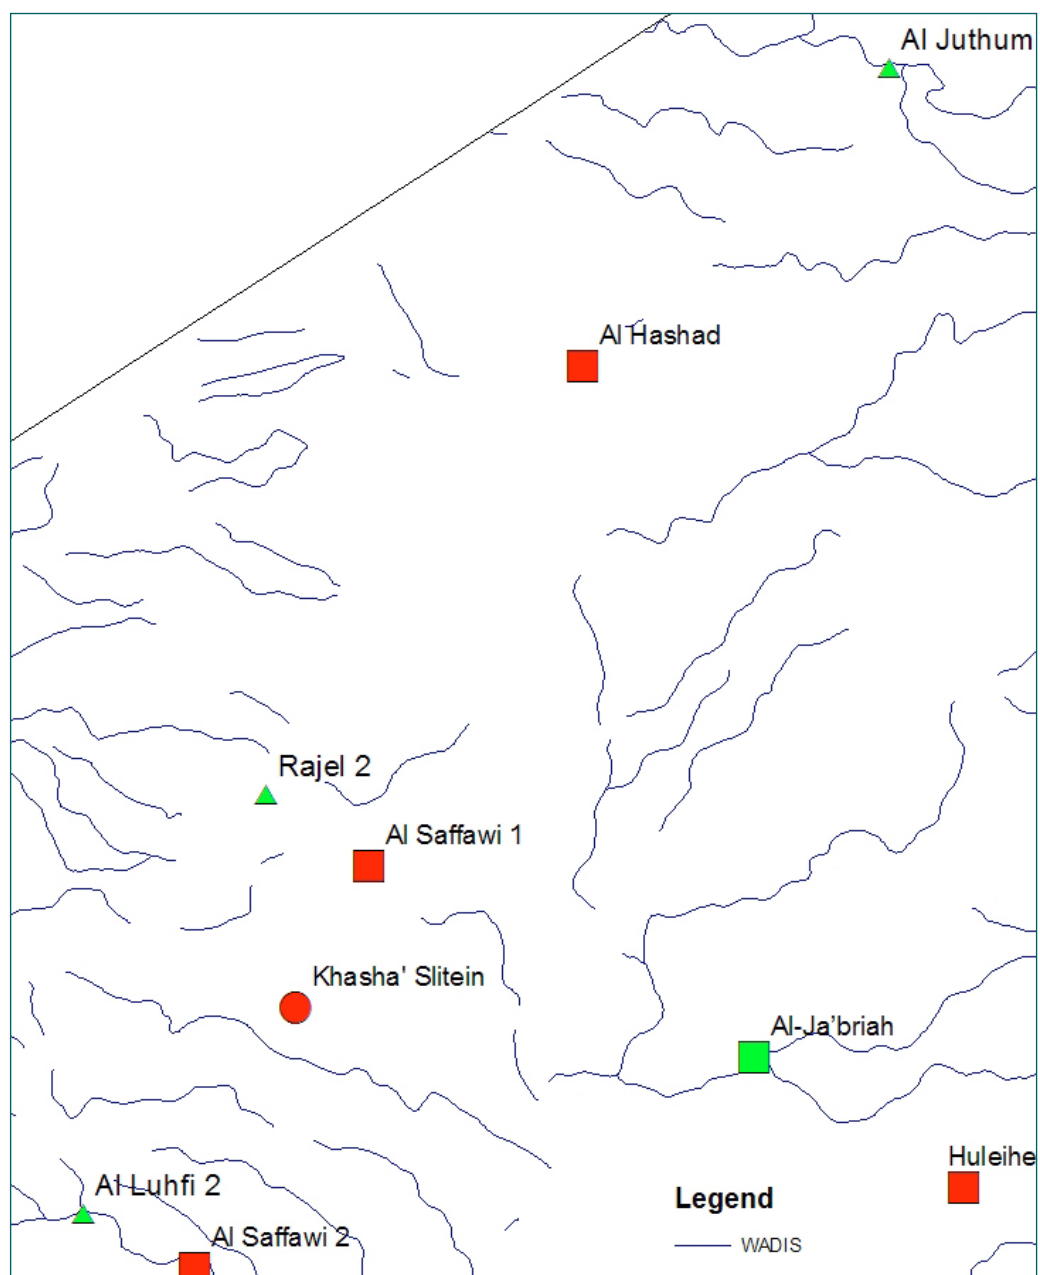 Al Juthum
Al Hashad
Rajel 2
Al Saffawi 1
Khasha' Slitein
Al-Ja'briah
Huleihe
Al Luhfi 2
Legend
Al Saffawi 2
WADIS